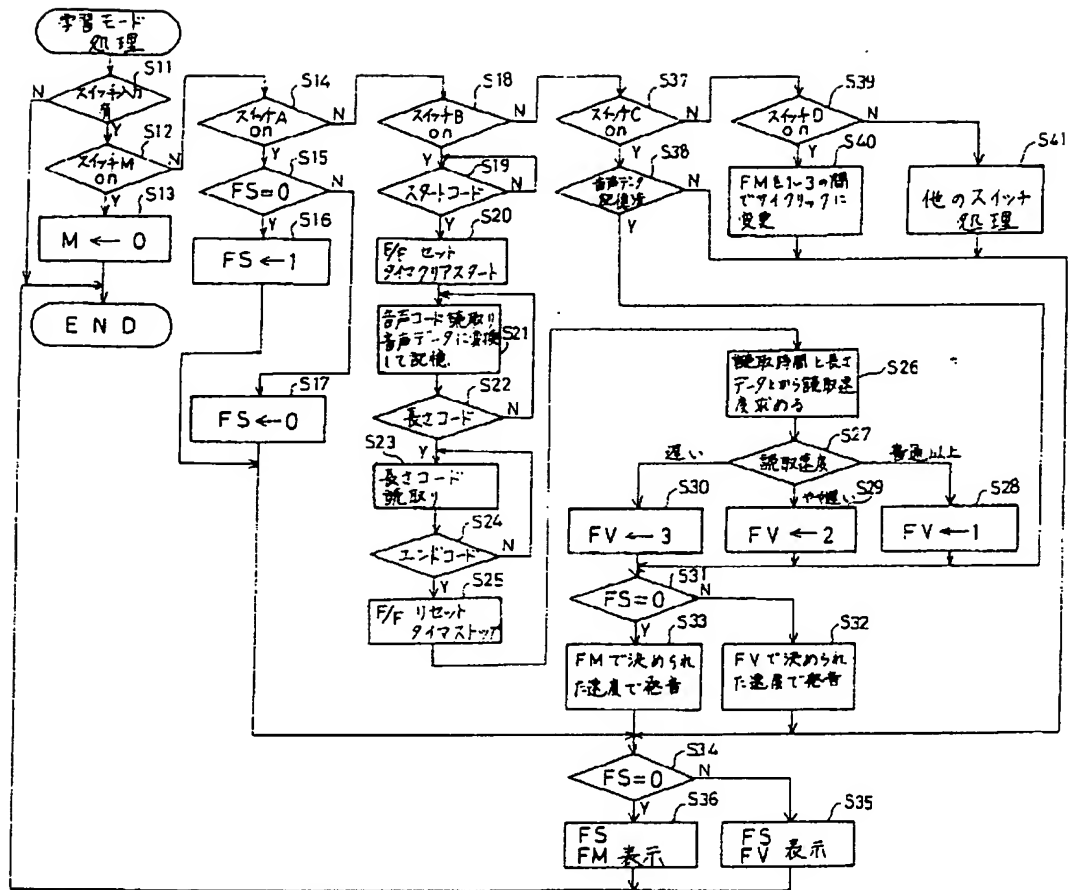 学習モード
処理
S11
スイッチ入力
有
N
Y
S12
スイッチM
on
N
Y
S13
M ← 0
END
S14
スイッチA
on
N
Y
S15
FS=0
N
Y
S16
FS←1
S17
FS←0
S18
スイッチB
on
N
Y
S19
スタートコード
N
Y
S20
F/F セット
タイマクリアスタート
音声コード読取り
音声データに変換
して記憶
S21
S22
長さコード
N
Y
S23
長さコード
読取り
S24
エンドコード
N
Y
S25
F/F リセット
タイマストップ
S37
スイッチC
on
N
Y
S38
音声データ
記憶済
Y
S39
スイッチD
on
N
Y
S40
FMを1~3の間
でサイクリックに
変更
S41
他のスイッチ
処理
読取時間と長さ
データとから読取速
度求める
S26
S27
読取速度
遅い
やや遅い
普通以上
S30
FV←3
S29
FV←2
S28
FV←1
S31
FS=0
N
Y
S33
FMで決められ
た速度で発音
S32
FVで決められ
た速度で発音
S34
FS=0
N
Y
S36
FS
FM 表示
S35
FS
FV 表示